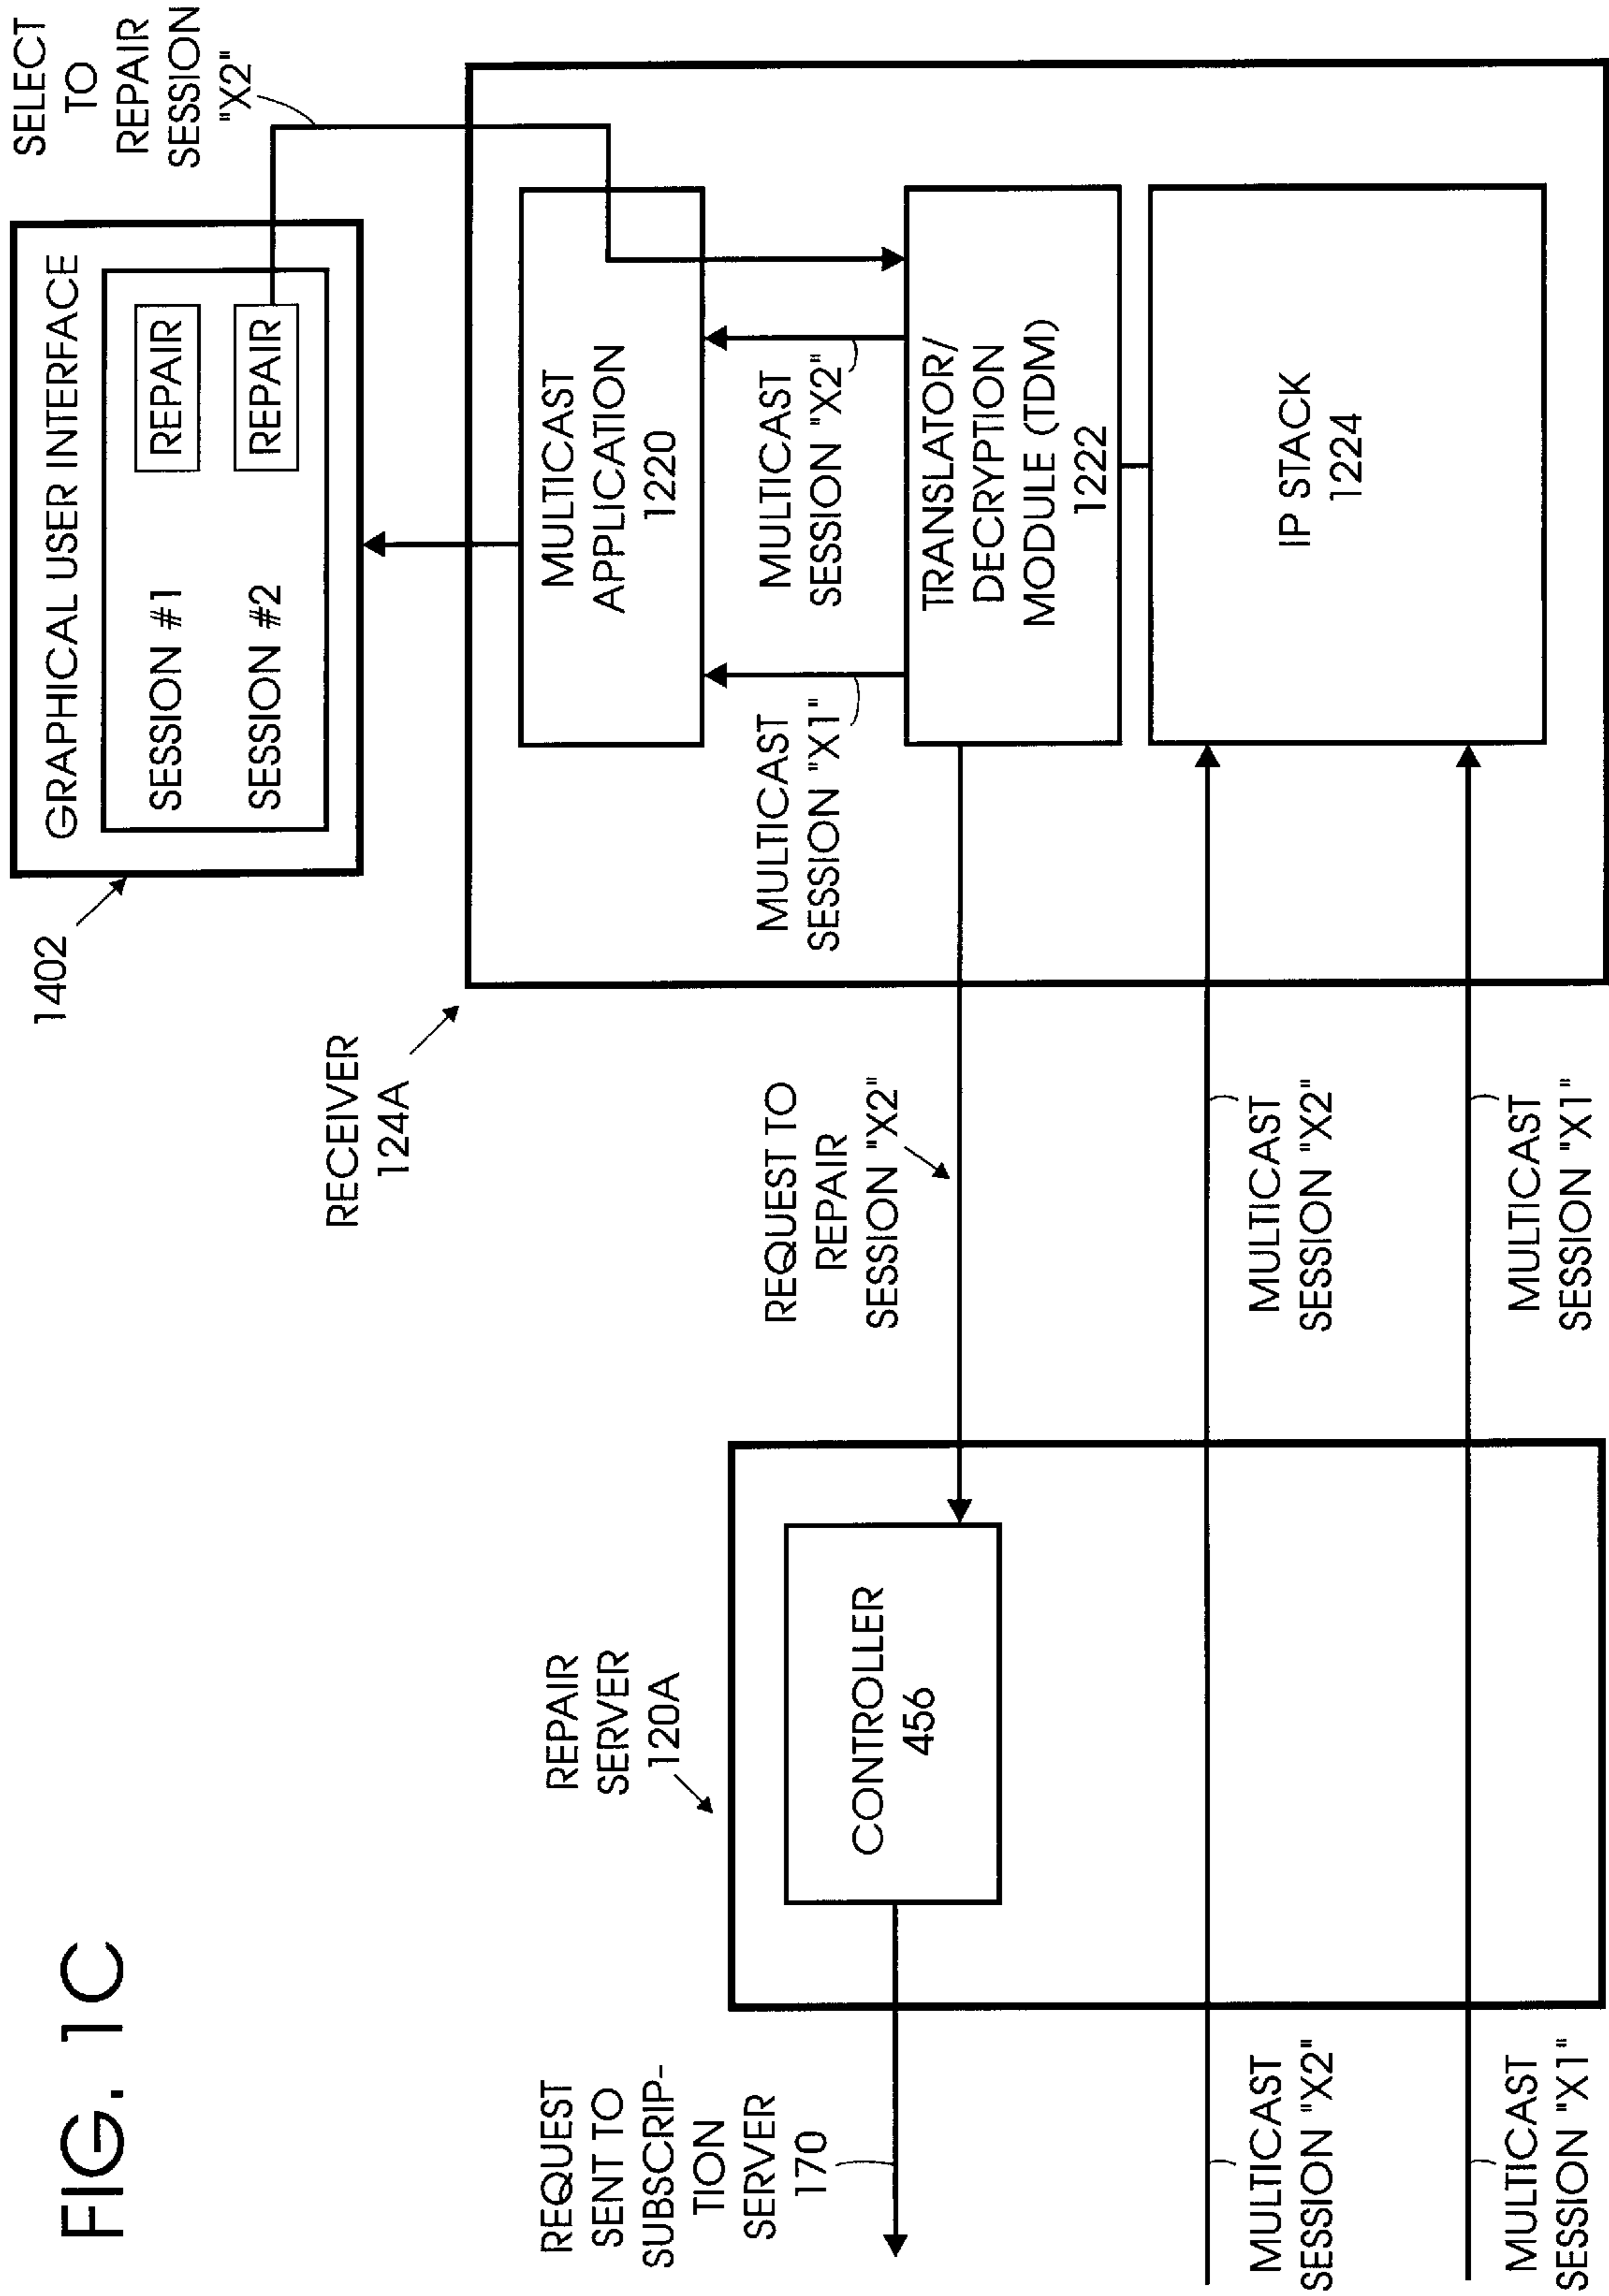 FIG. 1C
REQUEST
SENT TO
SUBSCRIP-
TION
SERVER
170
MULTICAST
SESSION "X2"
MULTICAST
SESSION "X1"
REPAIR
SERVER
120A
CONTROLLER
456
REQUEST TO
REPAIR
SESSION "X2"
MULTICAST
SESSION "X2"
MULTICAST
SESSION "X1"
1402
RECEIVER
124A
GRAPHICAL USER INTERFACE
SESSION #1 REPAIR
SESSION #2 REPAIR
SELECT
TO
REPAIR
SESSION
"X2"
MULTICAST
APPLICATION
1220
MULTICAST
SESSION "X1"
MULTICAST
SESSION "X2"
TRANSLATOR/
DECRYPTION
MODULE (TDM)
1222
IP STACK
1224